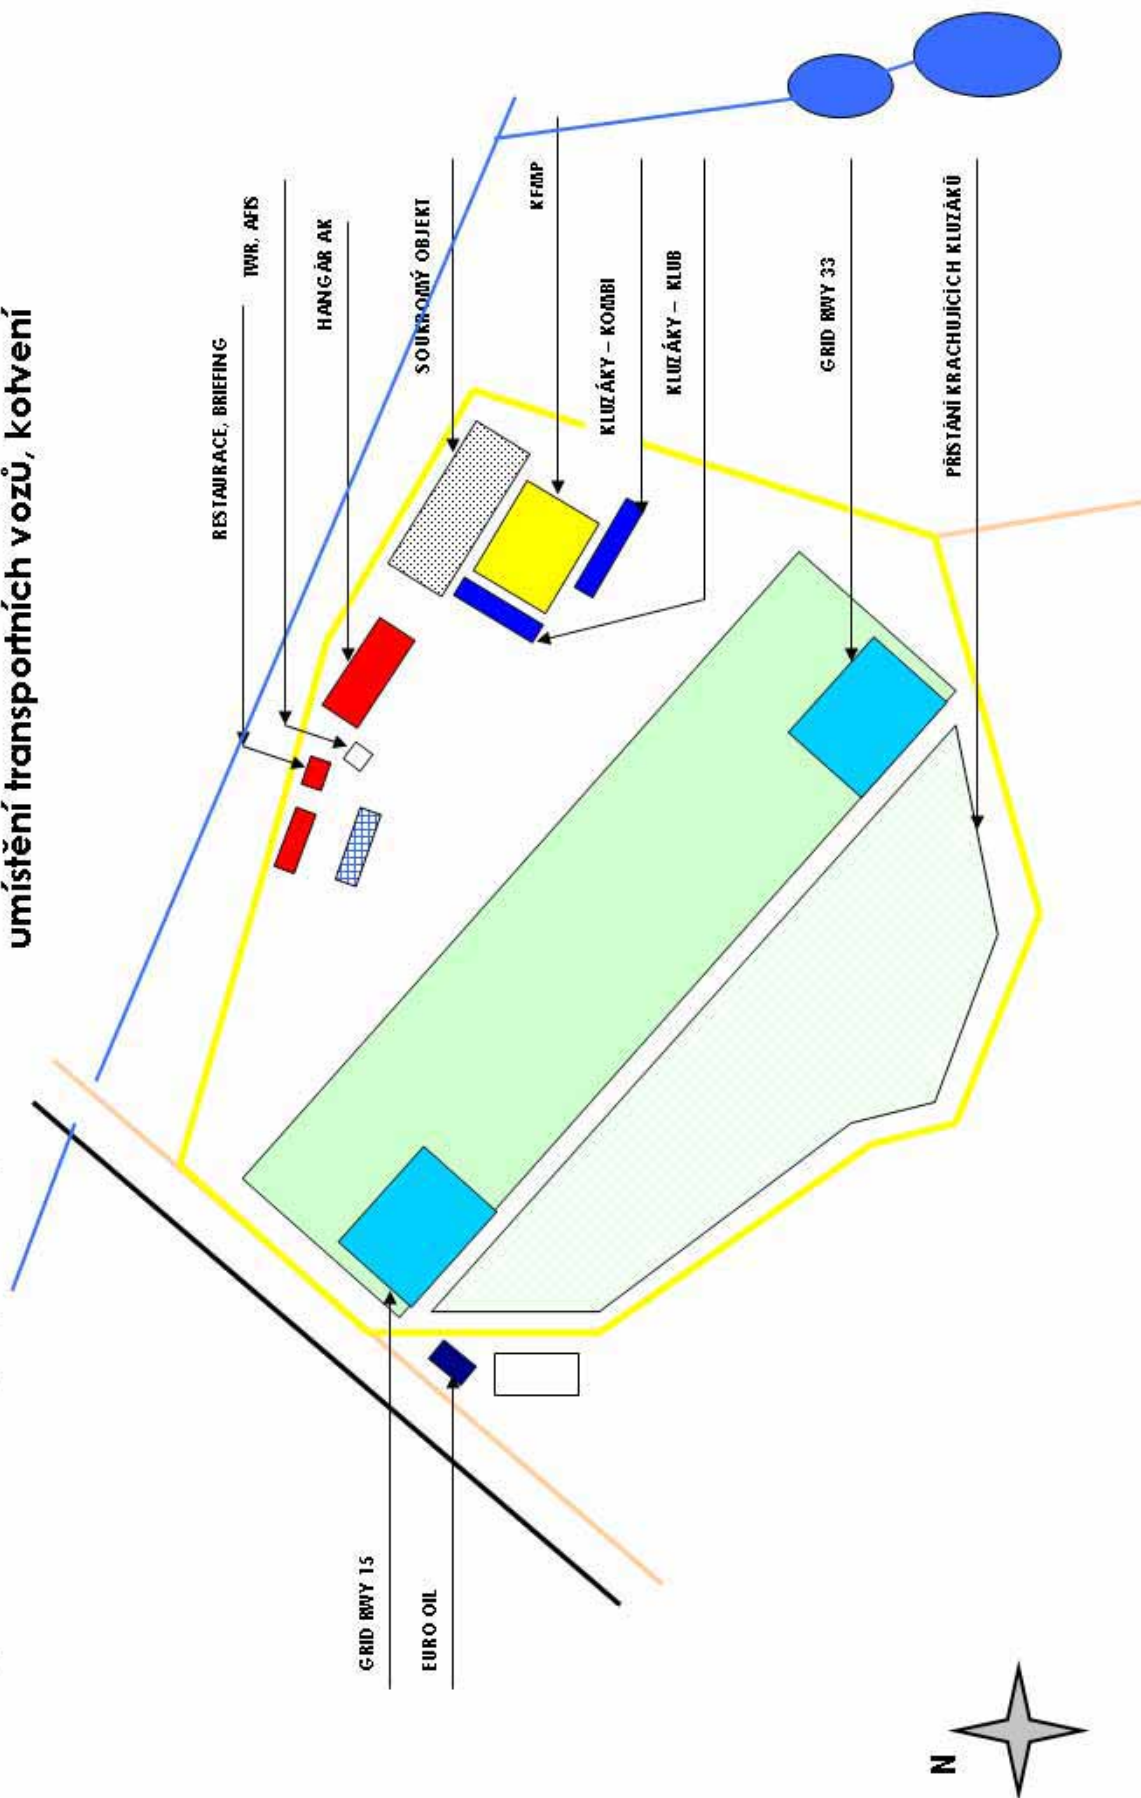 umístění transportních vozů, kotvení
RESTAURACE, BRIEFING
TWR, AFIS
HANGÁR AK
SOUKROMÝ OBJEKT
KEMP
KLUZÁKY – KOMBI
KLUZÁKY – KLUB
GRID RWY 33
PŘISTÁNÍ KRACHUJÍCÍCH KLUZÁKŮ
GRID RWY 15
EURO OIL
N